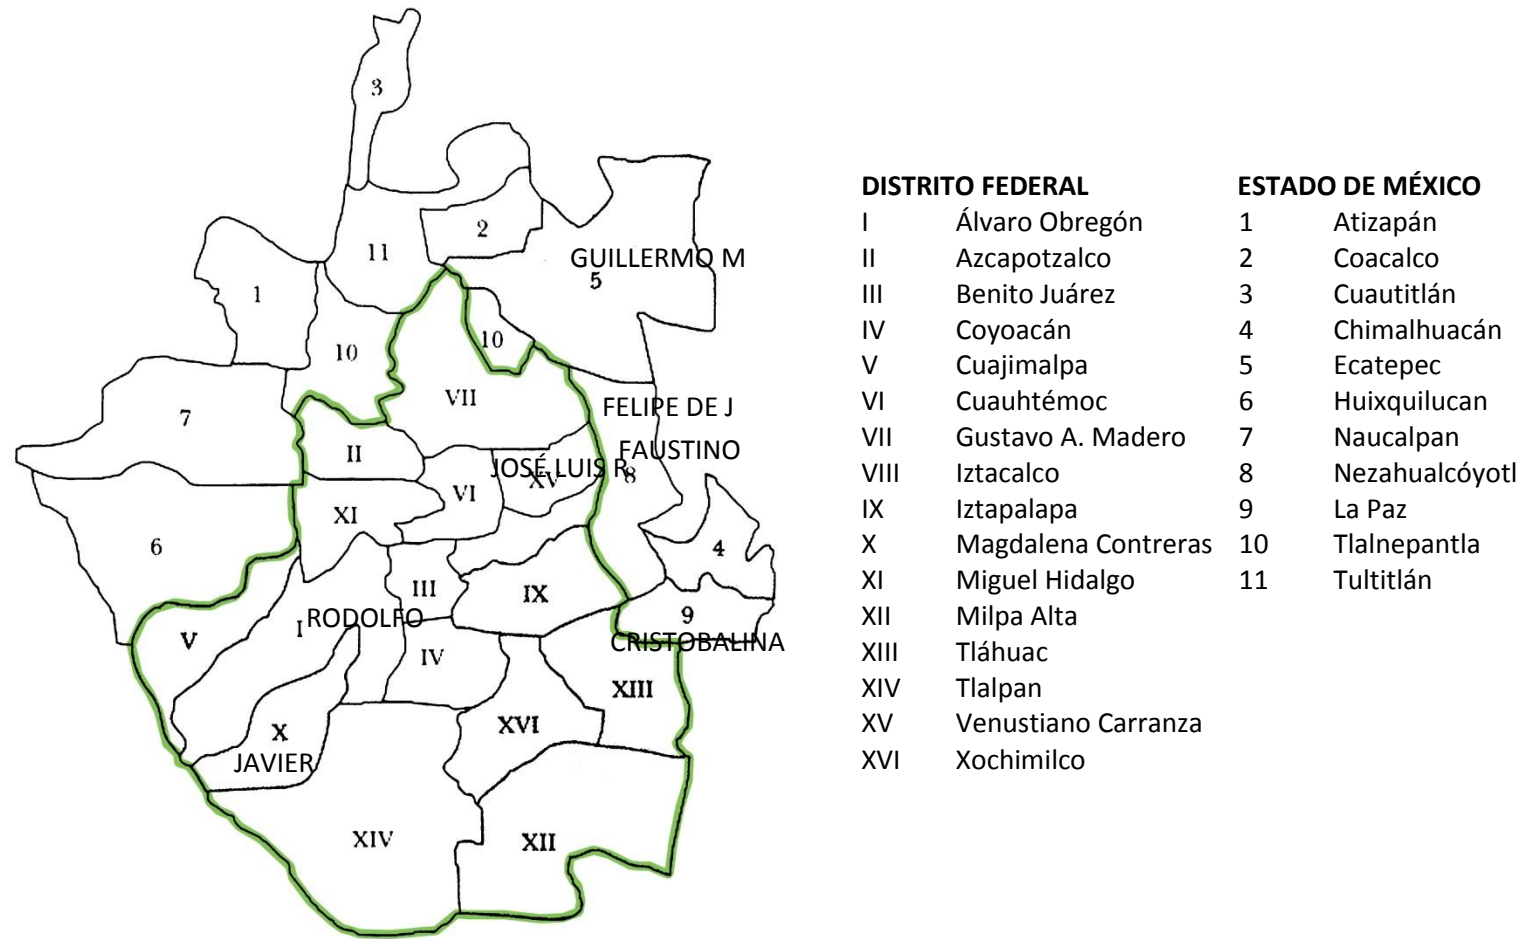 3
2
11
GUILLERMO M
5
1
10
10
VII
FELIPE DE J
7
FAUSTINO
II
JOSÉ LUIS R
XV
8
VI
XI
6
4
III
IX
RODOLFO
I
9
V
CRISTOBALINA
IV
XIII
X
XVI
JAVIER
XIV
XII
DISTRITO FEDERAL
I Álvaro Obregón
II Azcapotzalco
III Benito Juárez
IV Coyoacán
V Cuajimalpa
VI Cuauhtémoc
VII Gustavo A. Madero
VIII Iztacalco
IX Iztapalapa
X Magdalena Contreras
XI Miguel Hidalgo
XII Milpa Alta
XIII Tláhuac
XIV Tlalpan
XV Venustiano Carranza
XVI Xochimilco
ESTADO DE MÉXICO
1 Atizapán
2 Coacalco
3 Cuautitlán
4 Chimalhuacán
5 Ecatepec
6 Huixquilucan
7 Naucalpan
8 Nezahualcóyotl
9 La Paz
10 Tlalnepantla
11 Tultitlán